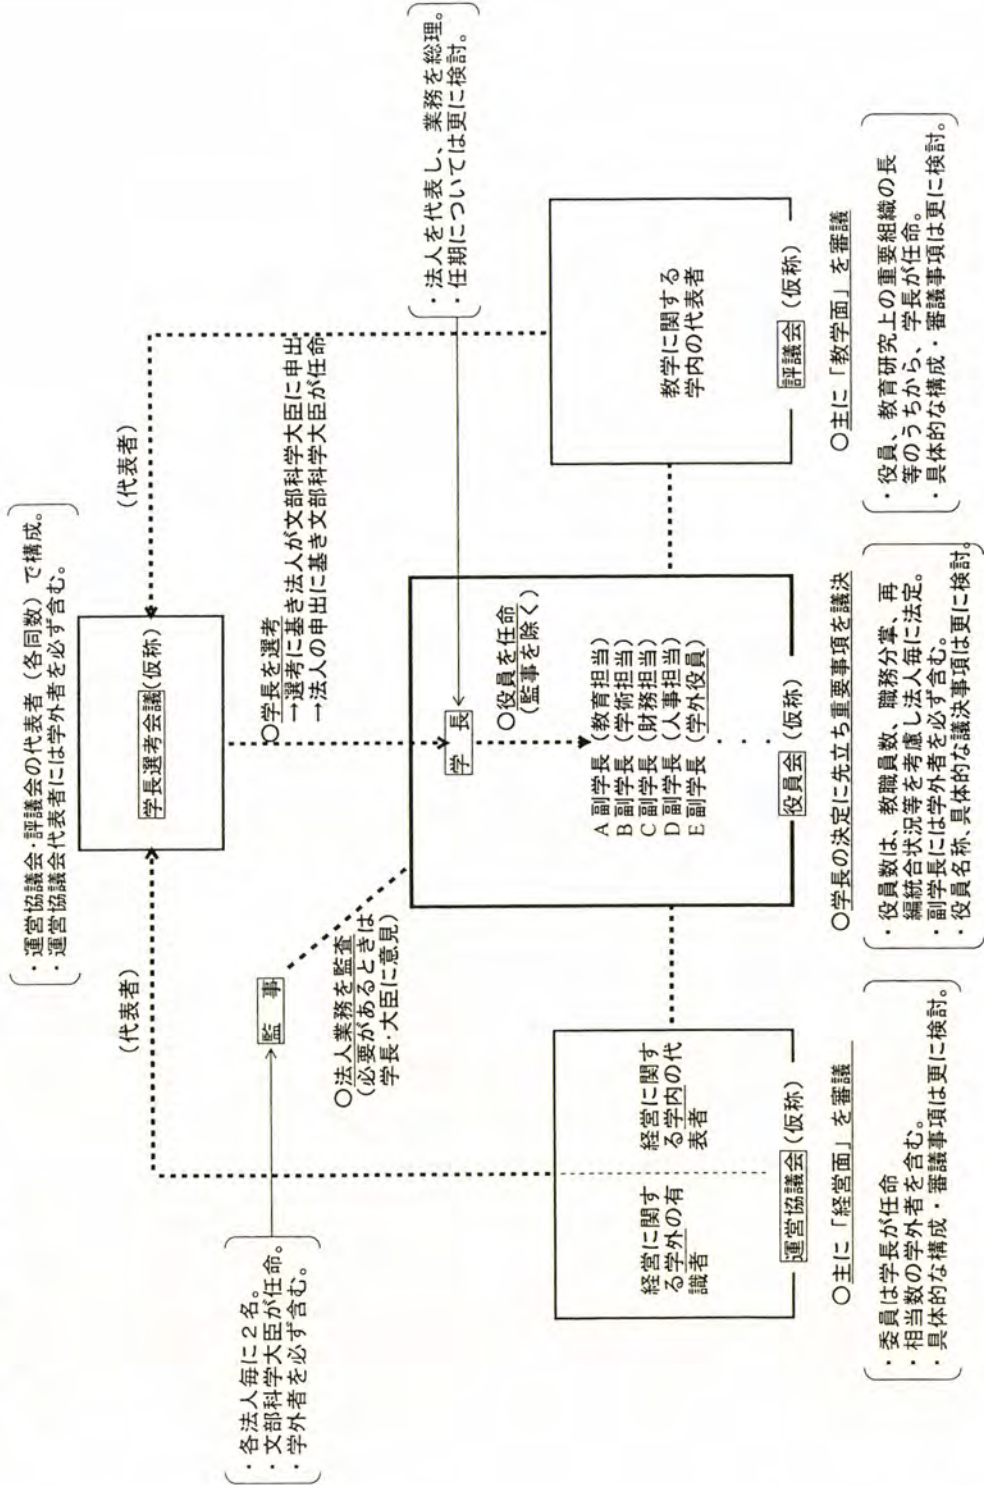 ・運営協議会・評議会の代表者（各同数）で構成。
・運営協議会代表者には学外者を必ず含む。
(代表者)
(代表者)
学長選考会議(仮称)
○学長を選考
→選考に基き法人が文部科学大臣に申出
→法人の申出に基き文部科学大臣が任命
・各法人毎に２名。
・文部科学大臣が任命。
・学外者を必ず含む。
監　事
○法人業務を監査
(必要があるときは
学長・大臣に意見)
・法人を代表し、業務を総理。
・任期については更に検討。
学　長
○役員を任命
(監事を除く)
A 副学長（教育担当）
B 副学長（学術担当）
C 副学長（財務担当）
D 副学長（人事担当）
E 副学長（学外役員）
・・・
役員会（仮称）
○学長の決定に先立ち重要事項を議決
・役員数は、教職員数、職務分掌、再
編統合状況等を考慮し法人毎に法定。
・副学長には学外者を必ず含む。
・役員名称、具体的な議決事項は更に検討。
経営に関す
る学外の有
識者
経営に関す
る学内の代
表者
運営協議会(仮称)
○主に「経営面」を審議
・委員は学長が任命
・相当数の学外者を含む。
・具体的な構成・審議事項は更に検討。
教学に関する
学内の代表者
評議会（仮称）
○主に「教学面」を審議
・役員、教育研究上の重要組織の長
等のうちから、学長が任命。
・具体的な構成・審議事項は更に検討。